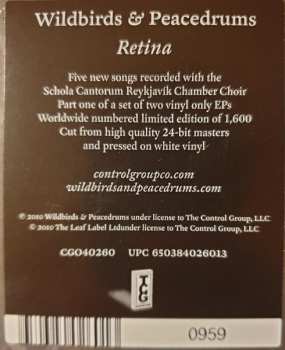 Wildbirds & Peacedrums
Retina
Five new songs recorded with the
Schola Cantorum Reykjavík Chamber Choir
Part one of a set of two vinyl only EPs
Worldwide numbered limited edition of 1,600
Cut from high quality 24-bit masters
and pressed on white vinyl
controlgroupco.com
wildbirdsandpeacedrums.com
℗ 2010 Wildbirds & Peacedrums under license to The Control Group, LLC
© 2010 The Leaf Label Ltdunder license to The Control Group, LLC
CGO40260 UPC 650384026013
TCG
0959